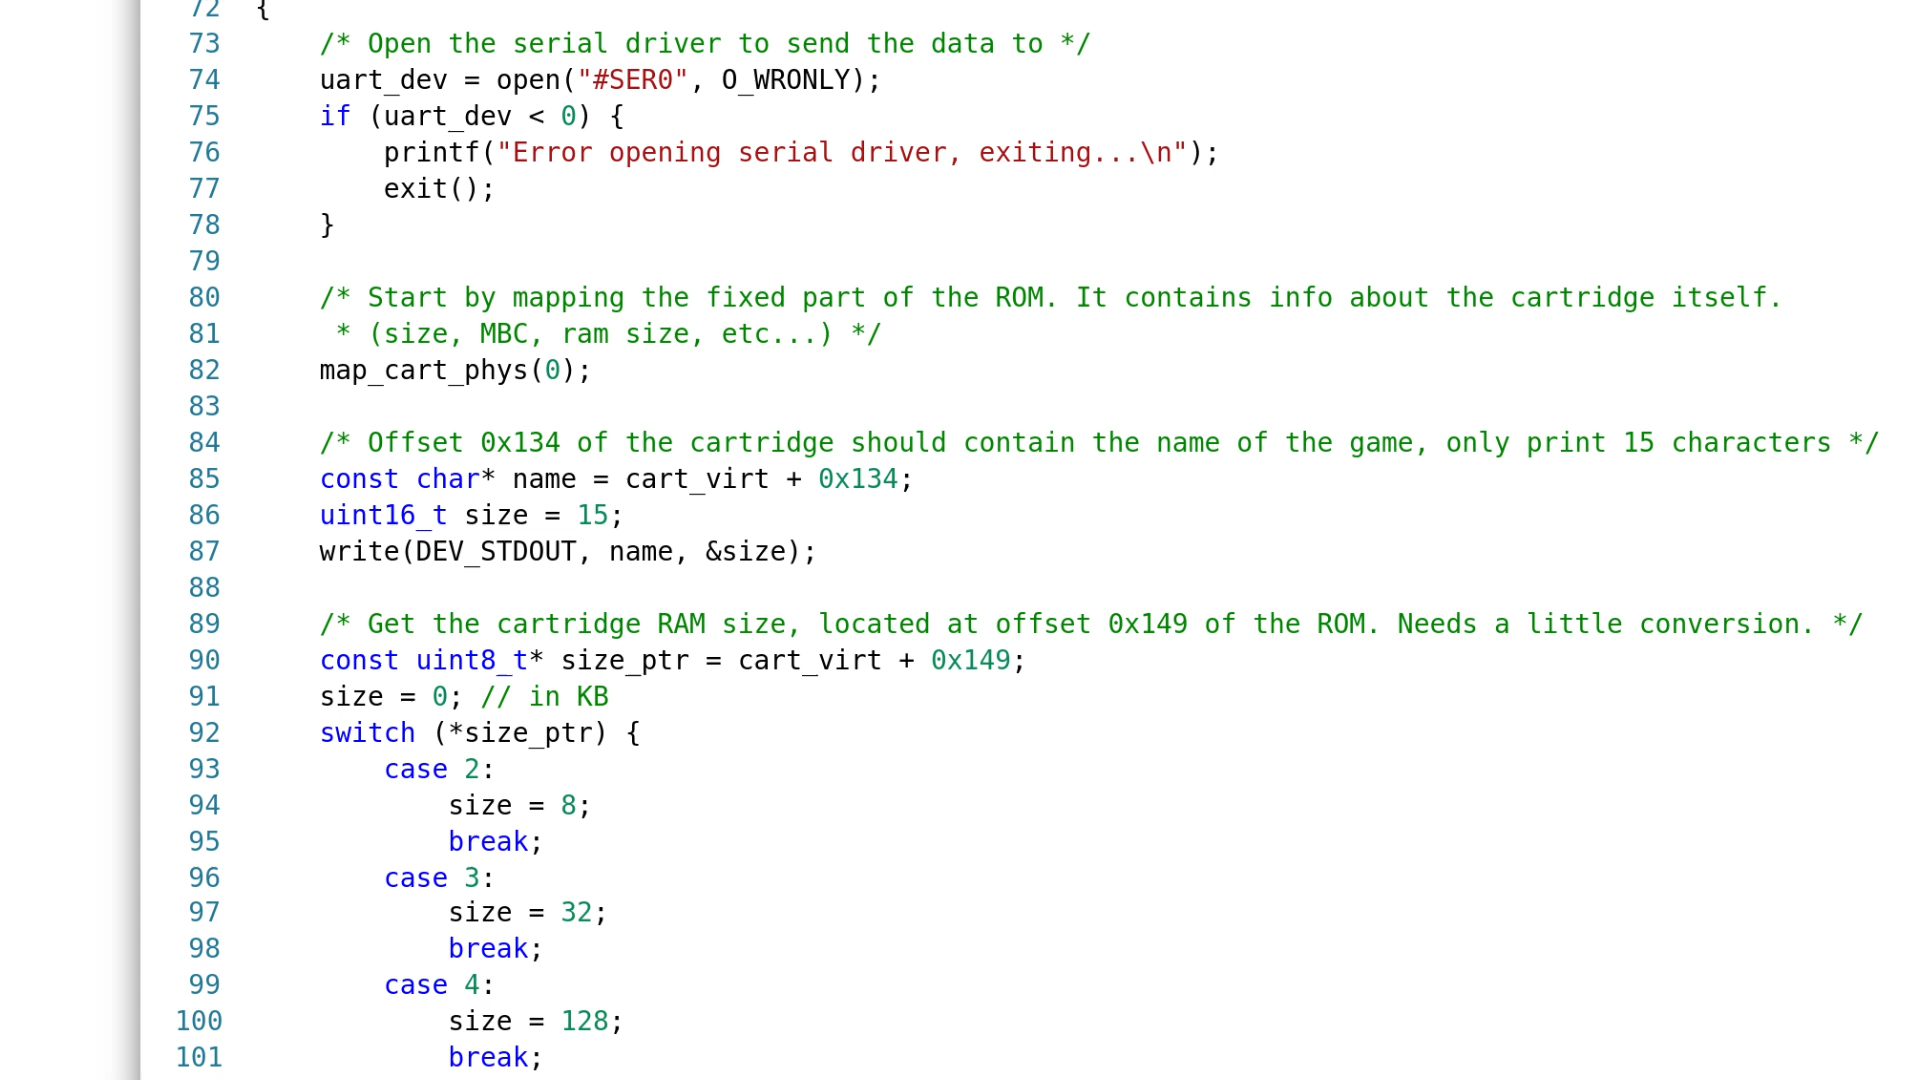 72 {
73 /* Open the serial driver to send the data to */
74 uart_dev = open("#SER0", O_WRONLY);
75 if (uart_dev < 0) {
76 printf("Error opening serial driver, exiting...\n");
77 exit();
78 }
79
80 /* Start by mapping the fixed part of the ROM. It contains info about the cartridge itself.
81 * (size, MBC, ram size, etc...) */
82 map_cart_phys(0);
83
84 /* Offset 0x134 of the cartridge should contain the name of the game, only print 15 characters */
85 const char* name = cart_virt + 0x134;
86 uint16_t size = 15;
87 write(DEV_STDOUT, name, &size);
88
89 /* Get the cartridge RAM size, located at offset 0x149 of the ROM. Needs a little conversion. */
90 const uint8_t* size_ptr = cart_virt + 0x149;
91 size = 0; // in KB
92 switch (*size_ptr) {
93 case 2:
94 size = 8;
95 break;
96 case 3:
97 size = 32;
98 break;
99 case 4:
100 size = 128;
101 break;